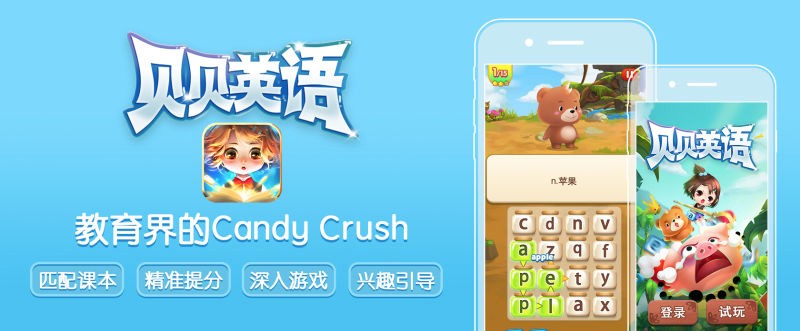 贝贝英语
教育界的Candy Crush
匹配课本 精准提分 深入游戏 兴趣引导
1/15
n.苹果
c d n v
a z q f
apple
p e t y
p l a x
贝贝英语
登录 试玩